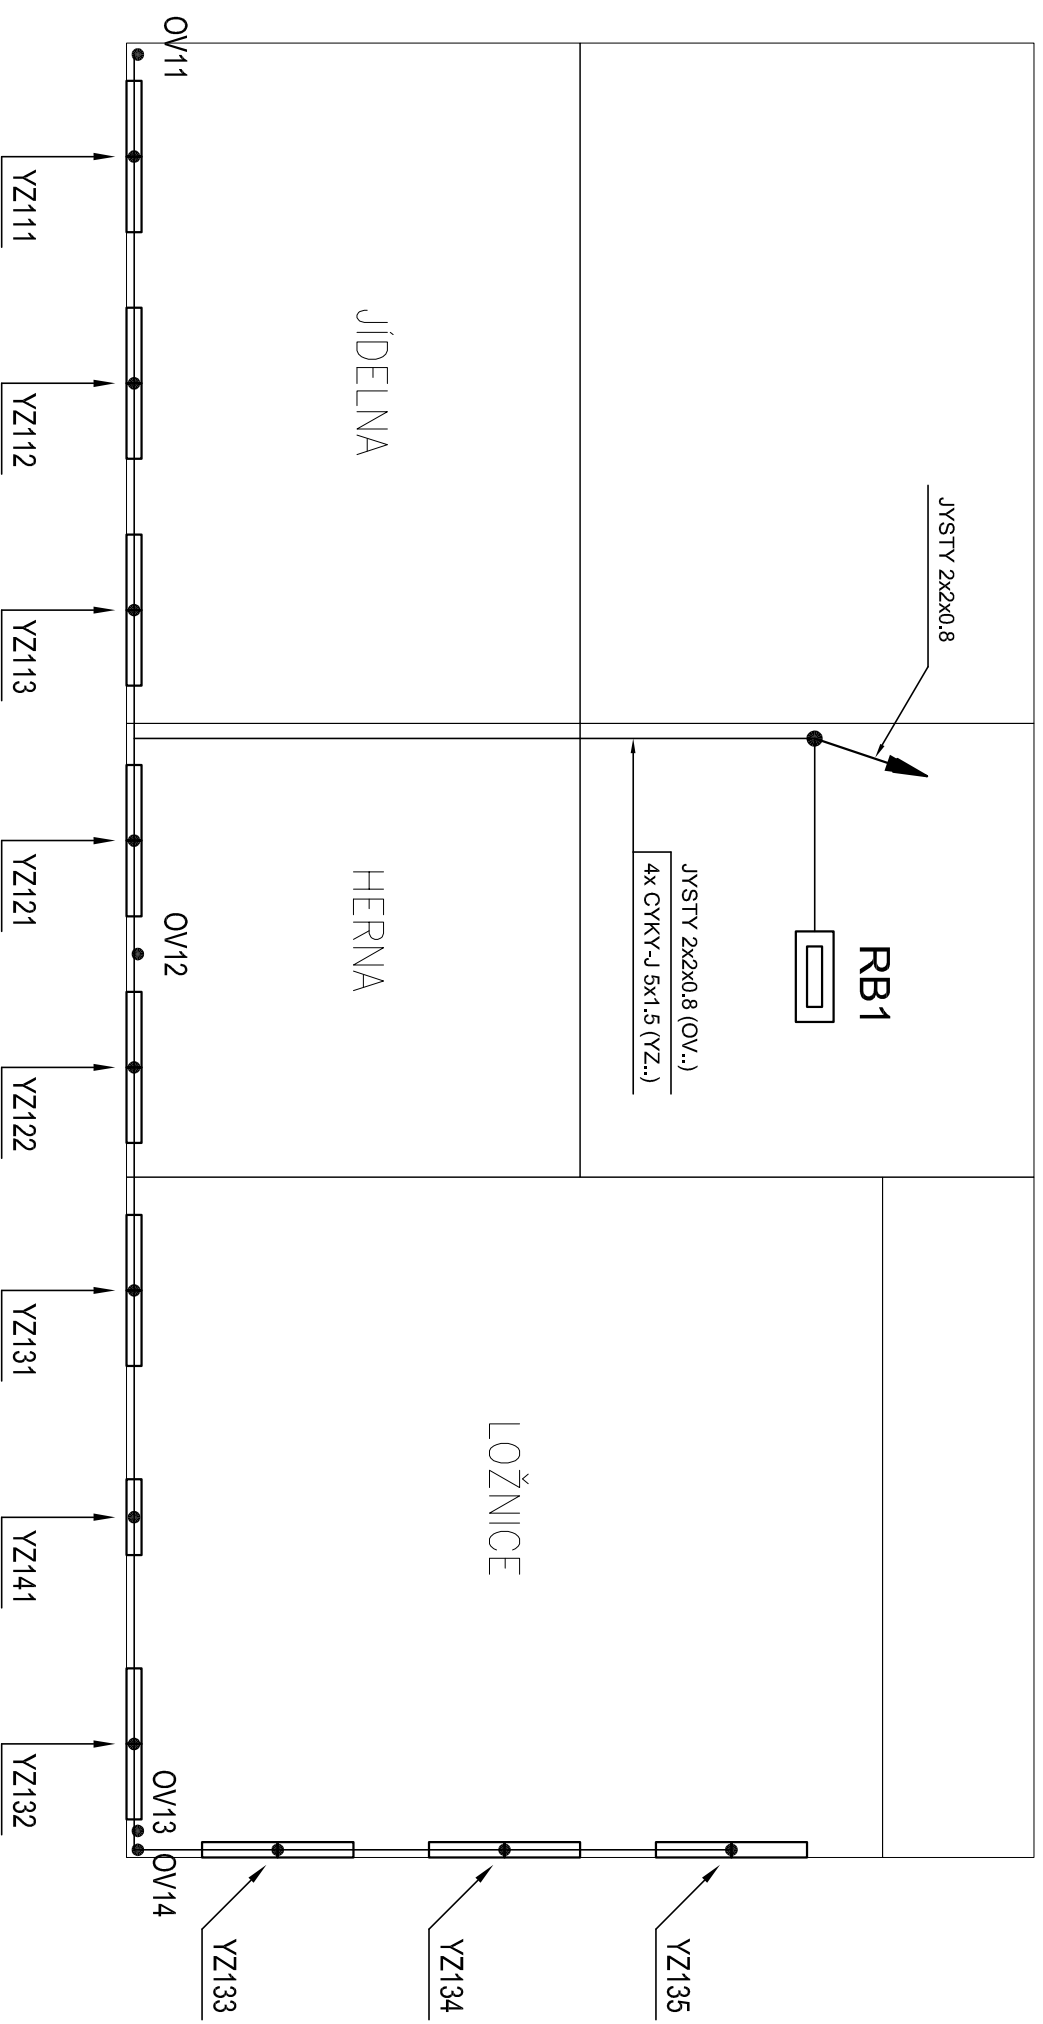 JYSTY 2x2x0.8
RB1
JYSTY 2x2x0.8 (OV..)
4x CYKY-J 5x1.5 (YZ..)
JÍDELNA
HERNA
LOŽNICE
OV11
OV12
OV13
OV14
YZ111
YZ112
YZ113
YZ121
YZ122
YZ131
YZ141
YZ132
YZ133
YZ134
YZ135